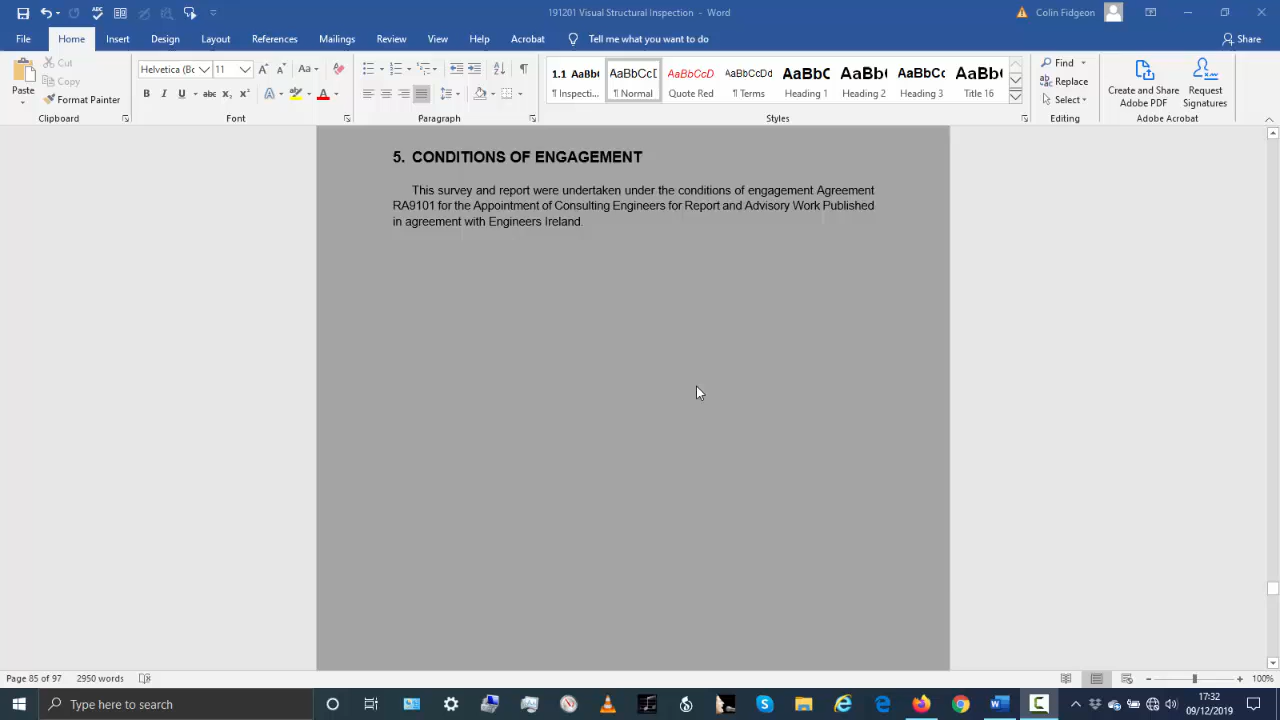 191201 Visual Structural Inspection - Word
Colin Fidgeon
File Home Insert Design Layout References Mailings Review View Help Acrobat Tell me what you want to do Share
Cut
Copy
Paste
Format Painter
Clipboard
Helvetica (Bc 11
Font
Paragraph
1.1 AaBbC AaBbCcD AaBbCcD AaBbCcDd AaBbC AaBbC AaBbCc AaBbC
¶ Inspecti... ¶ Normal Quote Red ¶ Terms Heading 1 Heading 2 Heading 3 Title 16
Styles
Find
Replace
Select
Editing
Create and Share
Adobe PDF
Request
Signatures
Adobe Acrobat
5. CONDITIONS OF ENGAGEMENT
This survey and report were undertaken under the conditions of engagement Agreement
RA9101 for the Appointment of Consulting Engineers for Report and Advisory Work Published
in agreement with Engineers Ireland.
Page 85 of 97 2950 words
100%
Type here to search
17:32
09/12/2019